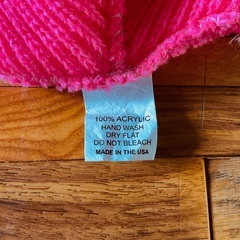 100% ACRYLIC
HAND WASH
DRY FLAT
DO NOT BLEACH
MADE IN THE USA